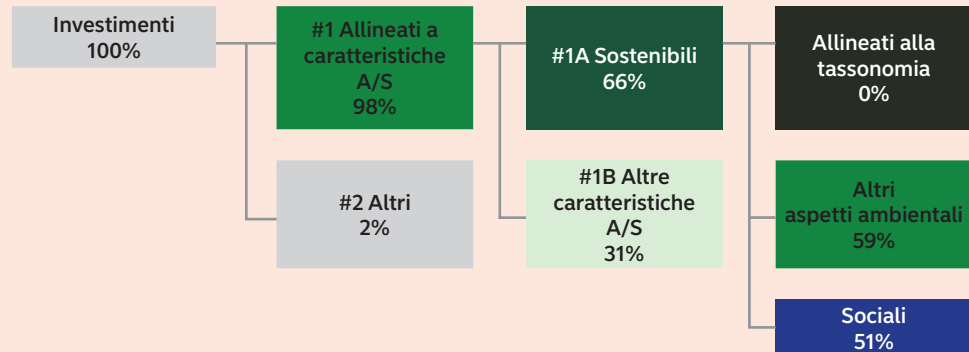 Investimenti
100%
#1 Allineati a
caratteristiche
A/S
98%
#1A Sostenibili
66%
Allineati alla
tassonomia
0%
#2 Altri
2%
#1B Altre
caratteristiche
A/S
31%
Altri
aspetti ambientali
59%
Sociali
51%